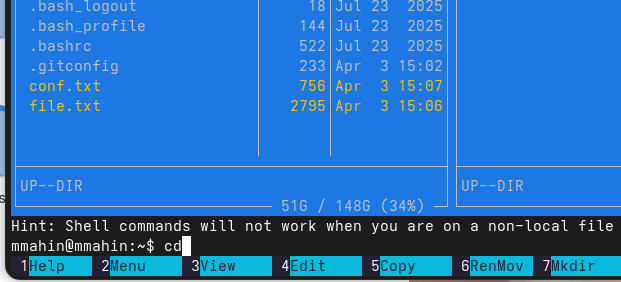 .bash_logout 18 Jul 23 2025
.bash_profile 144 Jul 23 2025
.bashrc 522 Jul 23 2025
.gitconfig 233 Apr 3 15:02
conf.txt 756 Apr 3 15:07
file.txt 2795 Apr 3 15:06
UP--DIR UP--DIR
51G / 148G (34%)
Hint: Shell commands will not work when you are on a non-local file
mmahin@mmahin:~$ cd
1Help 2Menu 3View 4Edit 5Copy 6RenMov 7Mkdir